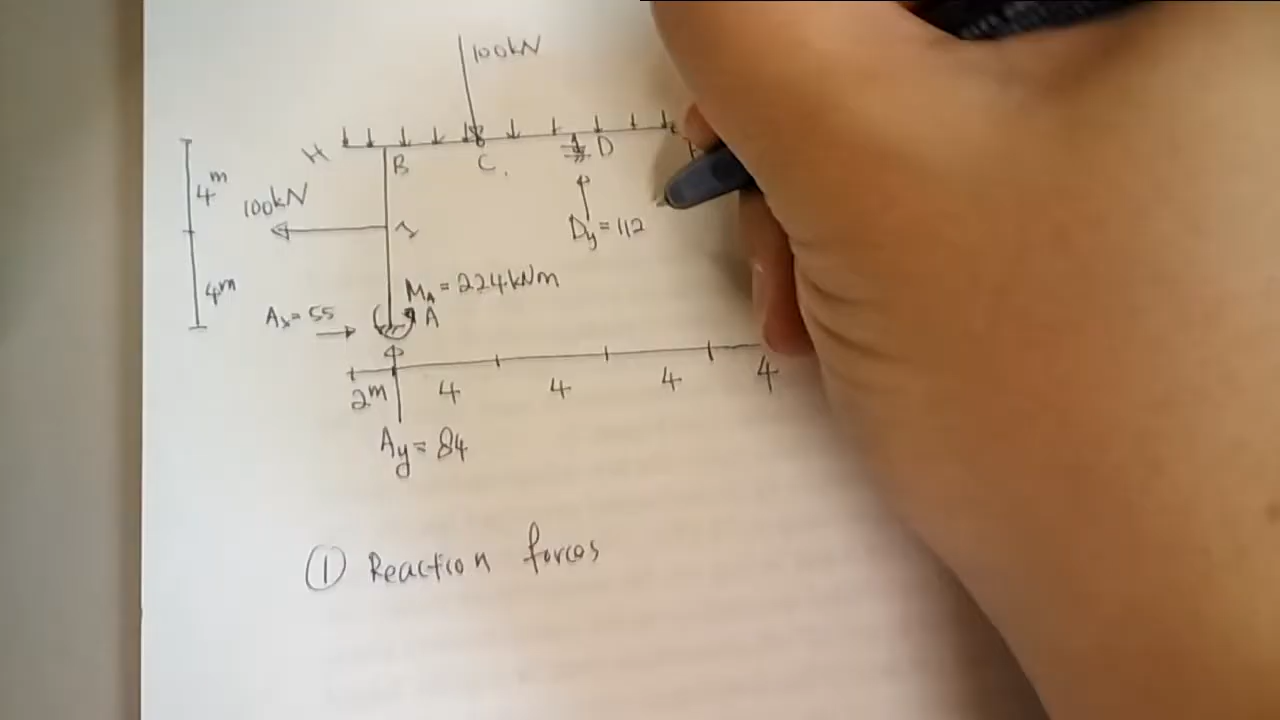 100kN
H
B
C
D
4m
100kN
Dy = 112
4m
MA = 224kNm
Ax = 55
A
2m 4 4 4 4
Ay = 84
① Reaction forces